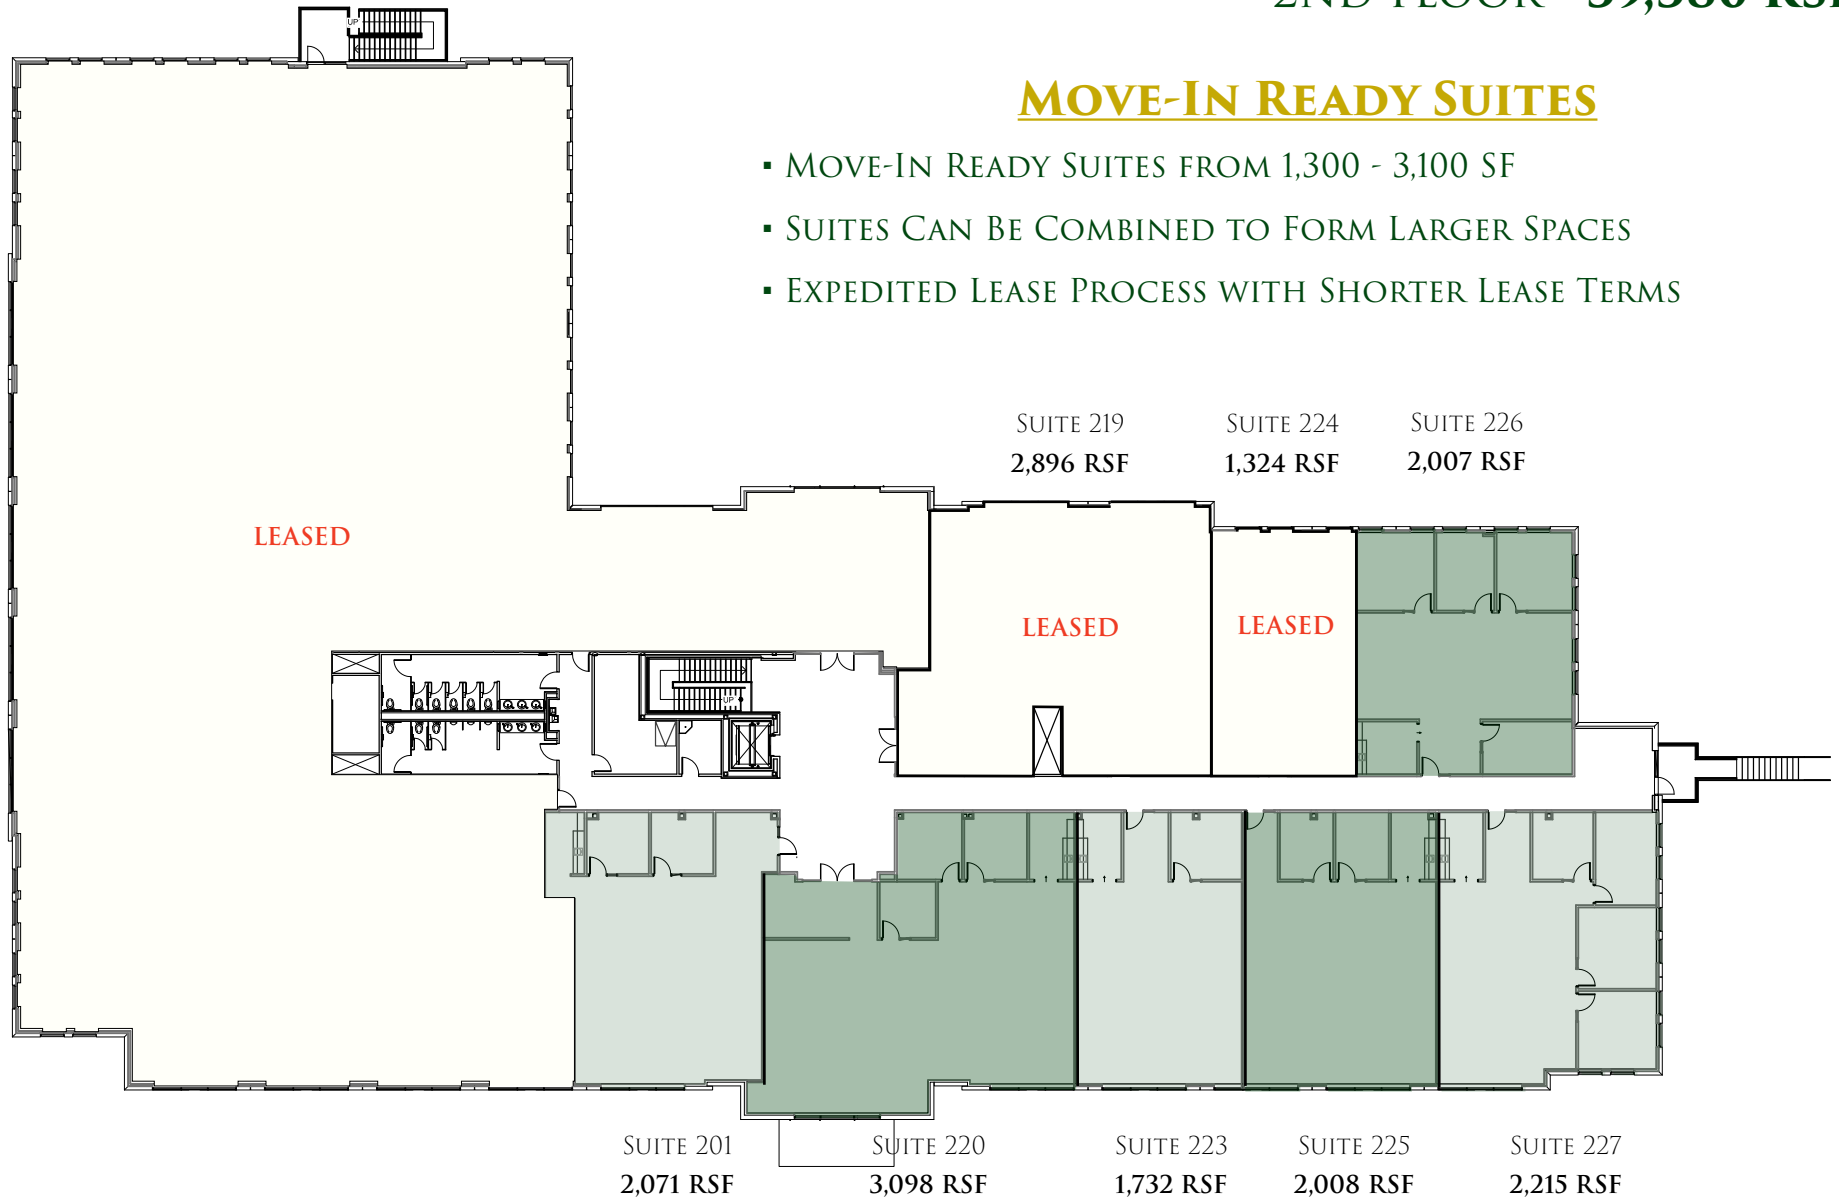 2ND FLOOR
MOVE-IN READY SUITES
▪ MOVE-IN READY SUITES FROM 1,300 - 3,100 SF
▪ SUITES CAN BE COMBINED TO FORM LARGER SPACES
▪ EXPEDITED LEASE PROCESS WITH SHORTER LEASE TERMS
UP
SUITE 219
2,896 RSF
SUITE 224
1,324 RSF
SUITE 226
2,007 RSF
LEASED
LEASED
LEASED
UP
SUITE 201
2,071 RSF
SUITE 220
3,098 RSF
SUITE 223
1,732 RSF
SUITE 225
2,008 RSF
SUITE 227
2,215 RSF